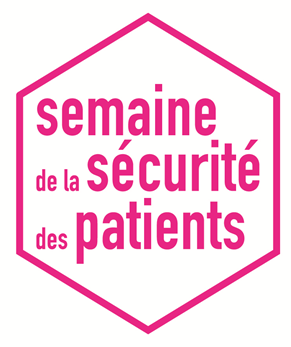 semaine
de la sécurité
des patients